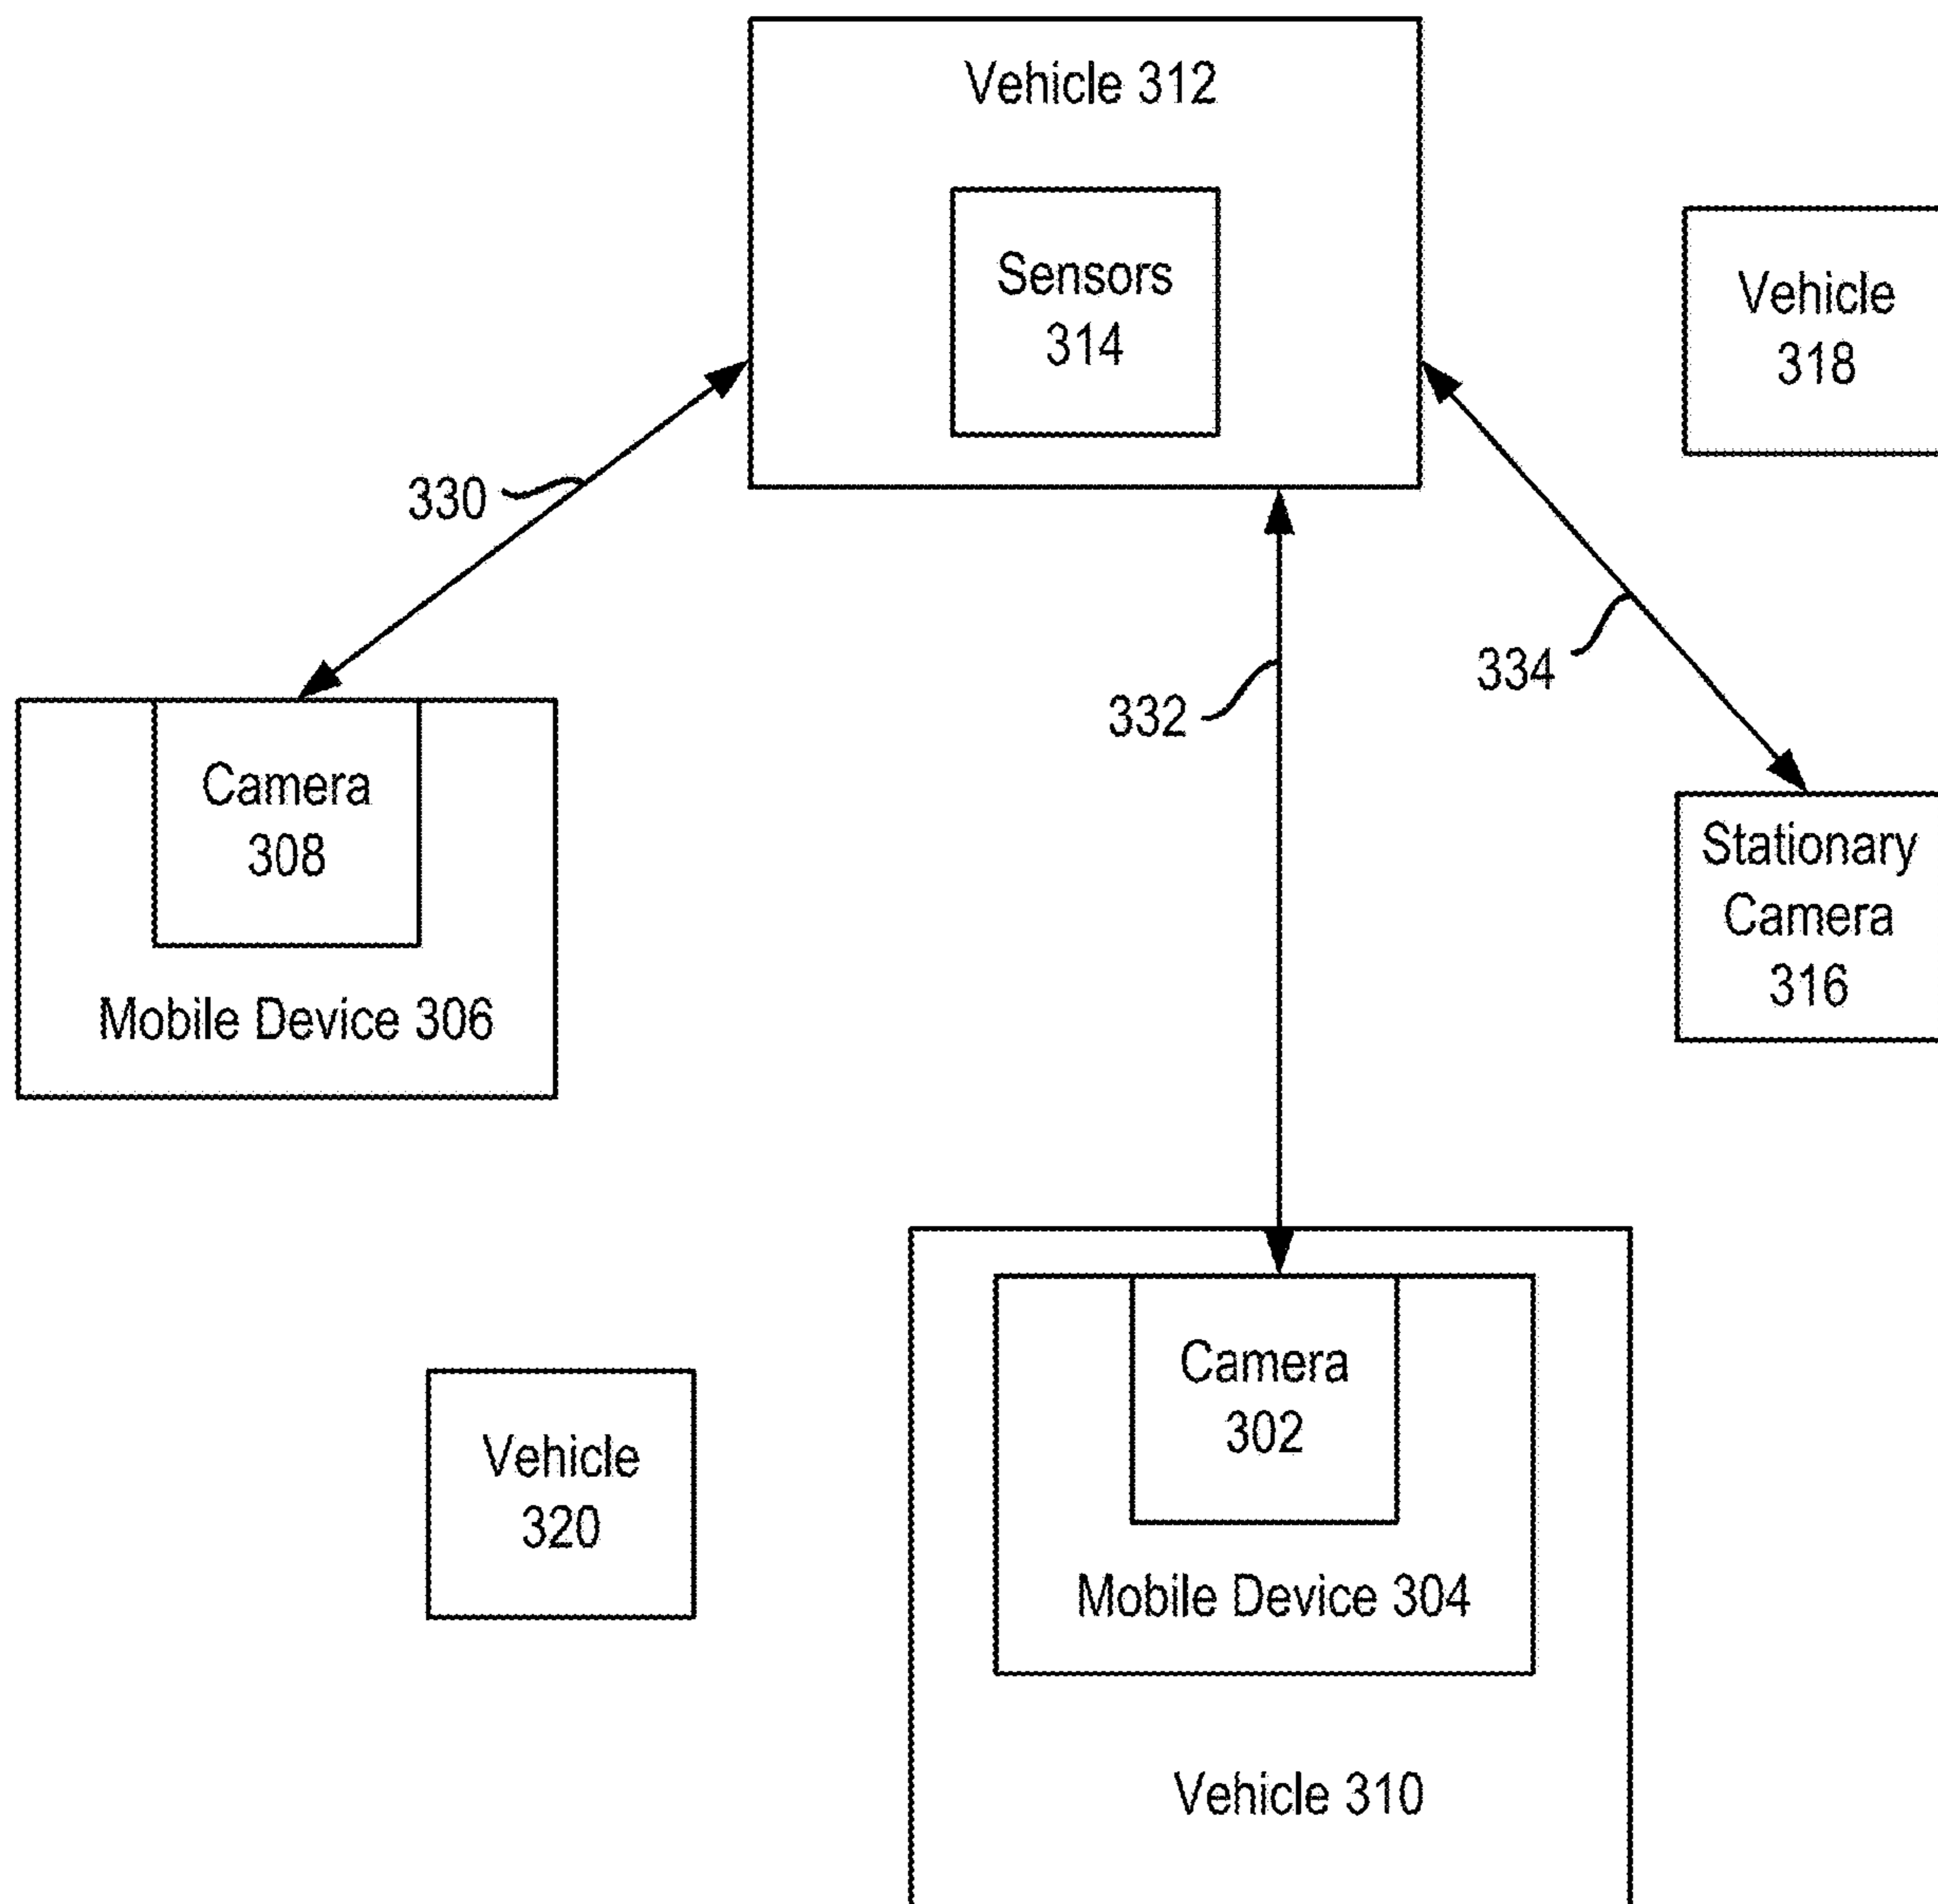 Vehicle 312
Sensors
314
Vehicle
318
330
334
332
Camera
308
Mobile Device 306
Stationary
Camera
316
Camera
302
Mobile Device 304
Vehicle
320
Vehicle 310